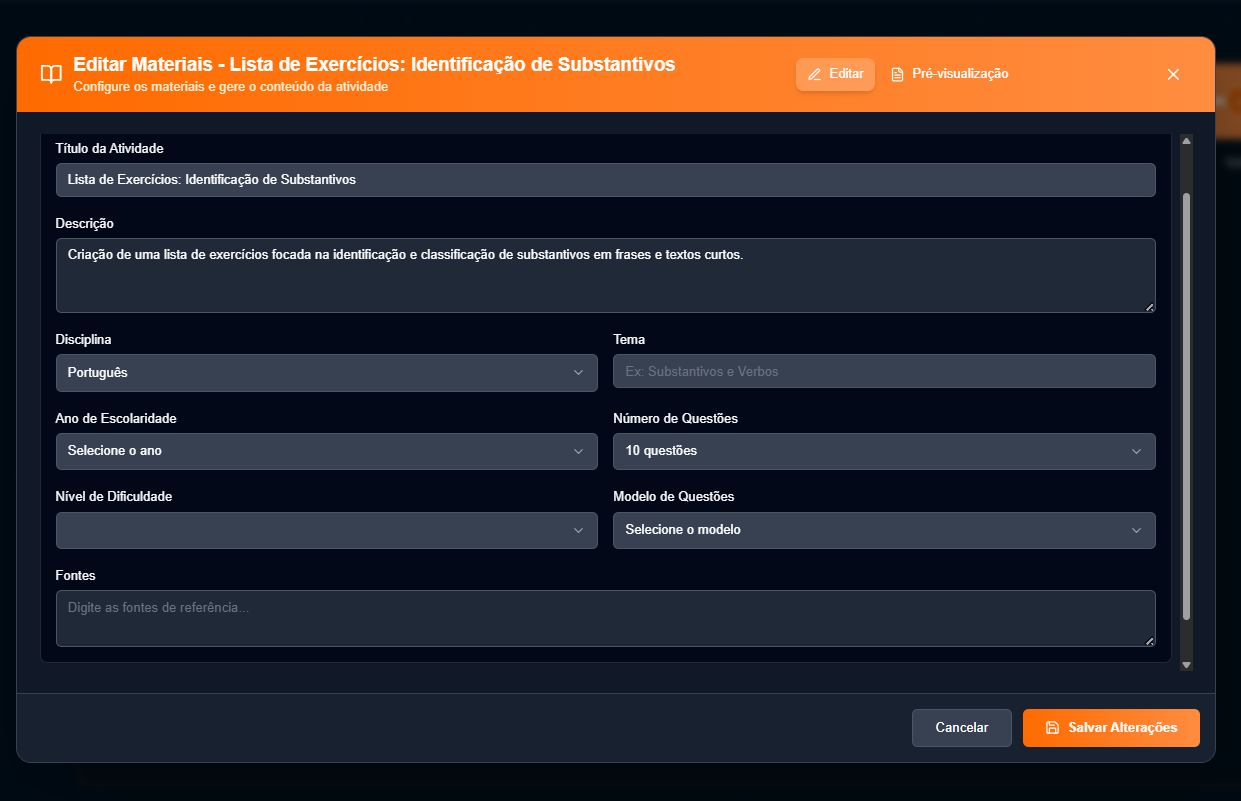 Editar Materiais - Lista de Exercícios: Identificação de Substantivos
Configure os materiais e gere o conteúdo da atividade
Editar
Pré-visualização
Título da Atividade
Lista de Exercícios: Identificação de Substantivos
Descrição
Criação de uma lista de exercícios focada na identificação e classificação de substantivos em frases e textos curtos.
Disciplina
Tema
Português
Ex: Substantivos e Verbos
Ano de Escolaridade
Número de Questões
Selecione o ano
10 questões
Nível de Dificuldade
Modelo de Questões
Selecione o modelo
Fontes
Digite as fontes de referência...
Cancelar
Salvar Alterações